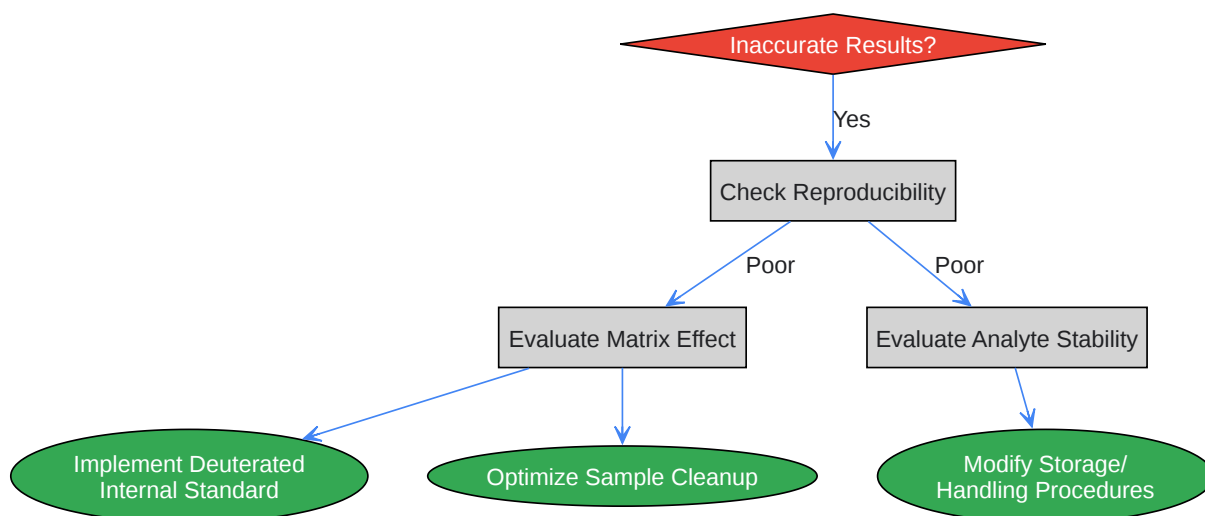 Inaccurate Results?
Yes
Check Reproducibility
Poor
Poor
Evaluate Matrix Effect
Evaluate Analyte Stability
Implement Deuterated
Internal Standard
Optimize Sample Cleanup
Modify Storage/
Handling Procedures